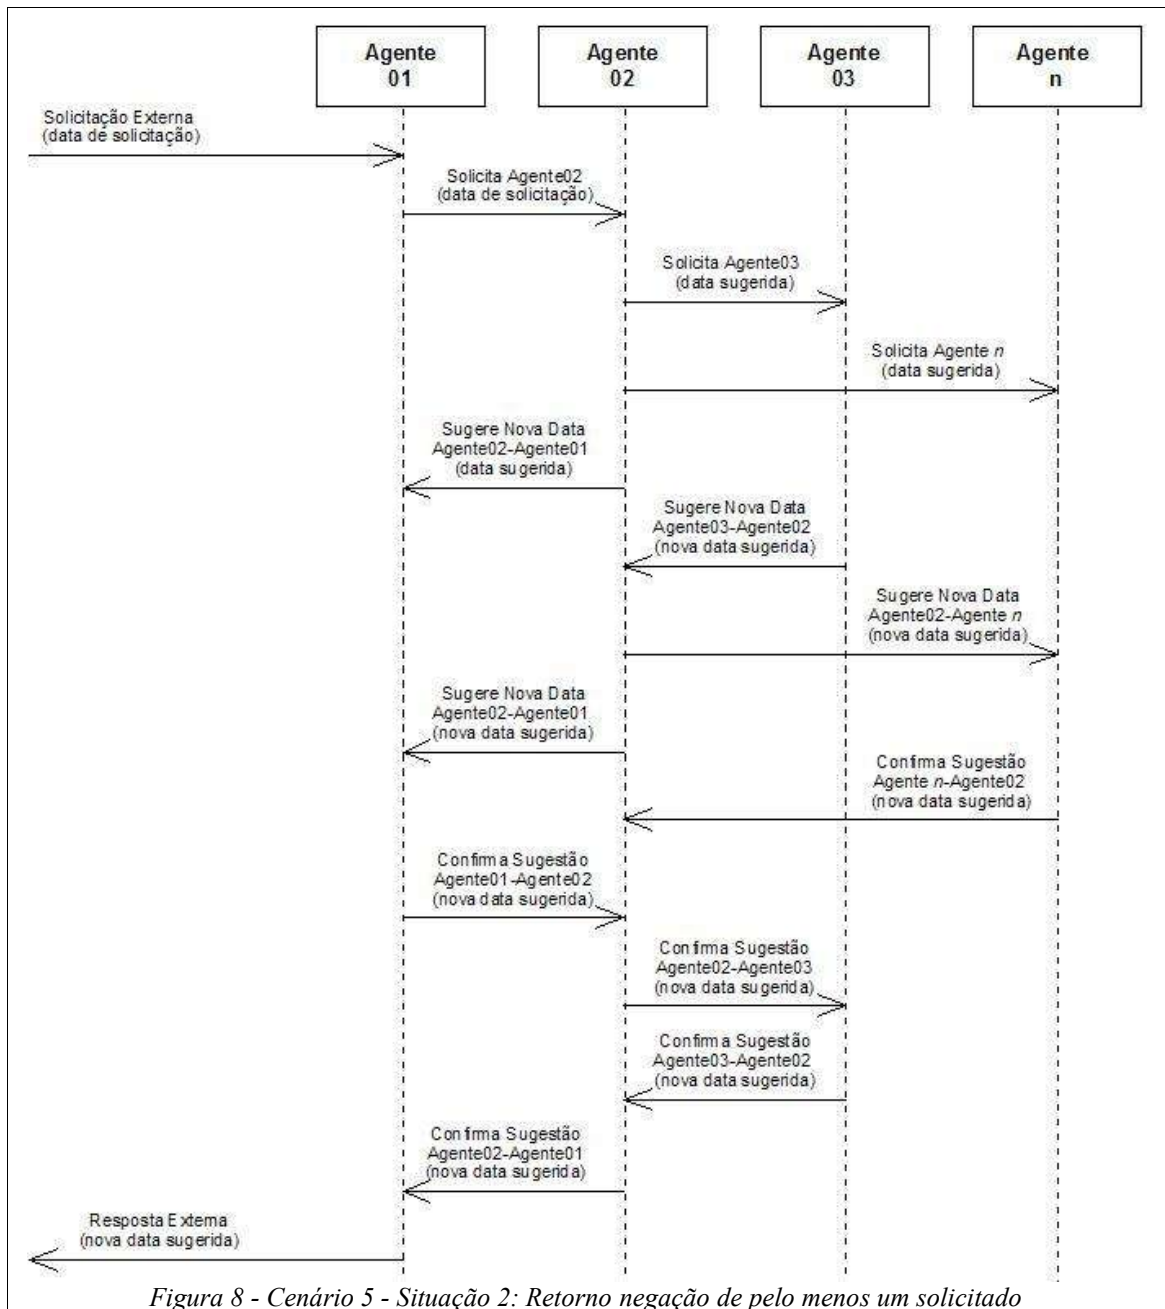 Agente
01
Agente
02
Agente
03
Agente
n
Solicitação Externa
(data de solicitação)
Solicita Agente02
(data de solicitação)
Solicita Agente03
(data sugerida)
Solicita Agente n
(data sugerida)
Sugere Nova Data
Agente02-Agente01
(data sugerida)
Sugere Nova Data
Agente03-Agente02
(nova data sugerida)
Sugere Nova Data
Agente02-Agente n
(nova data sugerida)
Sugere Nova Data
Agente02-Agente01
(nova data sugerida)
Confirma Sugestão
Agente n-Agente02
(nova data sugerida)
Confirma Sugestão
Agente01-Agente02
(nova data sugerida)
Confirma Sugestão
Agente02-Agente03
(nova data sugerida)
Confirma Sugestão
Agente03-Agente02
(nova data sugerida)
Confirma Sugestão
Agente02-Agente01
(nova data sugerida)
Resposta Externa
(nova data sugerida)
Figura 8 - Cenário 5 - Situação 2: Retorno negação de pelo menos um solicitado